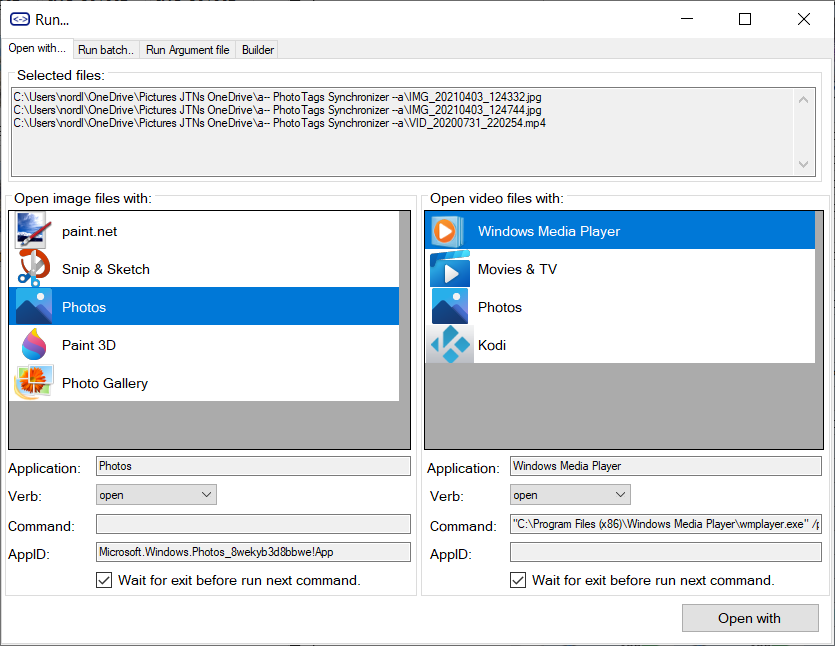 Run...
Open with... Run batch.. Run Argument file Builder
Selected files:
C:\Users\nordl\OneDrive\Pictures JTNs OneDrive\a-- PhotoTags Synchronizer --a\IMG_20210403_124332.jpg
C:\Users\nordl\OneDrive\Pictures JTNs OneDrive\a-- PhotoTags Synchronizer --a\IMG_20210403_124744.jpg
C:\Users\nordl\OneDrive\Pictures JTNs OneDrive\a-- PhotoTags Synchronizer --a\VID_20200731_220254.mp4
Open image files with:
paint.net
Snip & Sketch
Photos
Paint 3D
Photo Gallery
Application: Photos
Verb: open
Command:
AppID: Microsoft.Windows.Photos_8wekyb3d8bbwe!App
Wait for exit before run next command.
Open video files with:
Windows Media Player
Movies & TV
Photos
Kodi
Application: Windows Media Player
Verb: open
Command: "C:\Program Files (x86)\Windows Media Player\wmplayer.exe" /p
AppID:
Wait for exit before run next command.
Open with